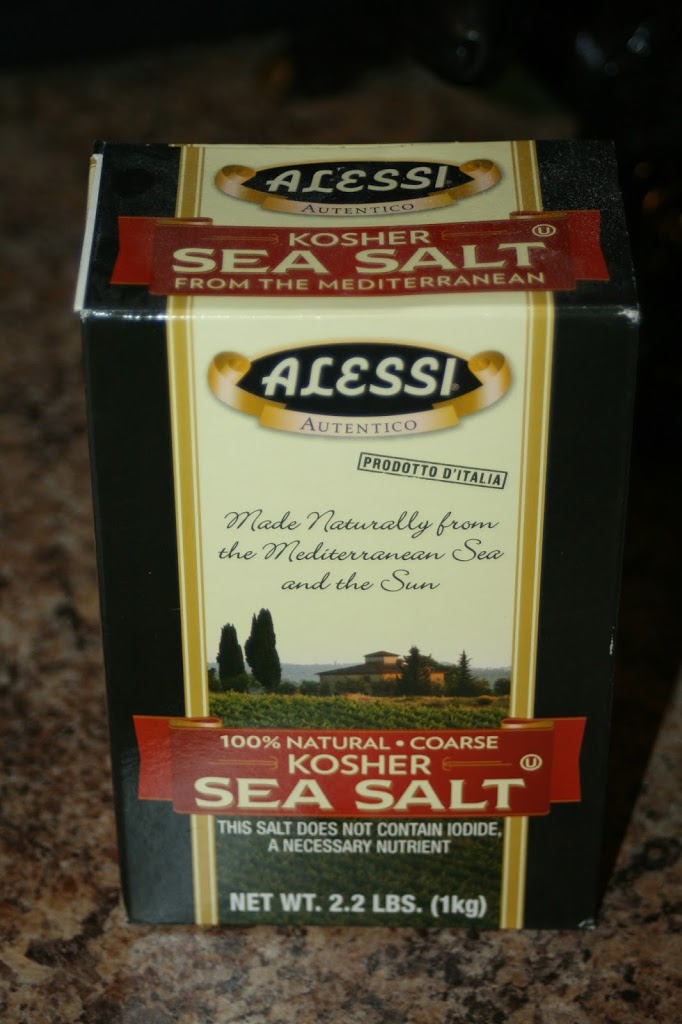 ALESSI
AUTENTICO
KOSHER
SEA SALT
FROM THE MEDITERRANEAN
ALESSI
AUTENTICO
PRODOTTO D'ITALIA
Made Naturally from
the Mediterranean Sea
and the Sun
100% NATURAL • COARSE
KOSHER
SEA SALT
THIS SALT DOES NOT CONTAIN IODIDE,
A NECESSARY NUTRIENT
NET WT. 2.2 LBS. (1kg)